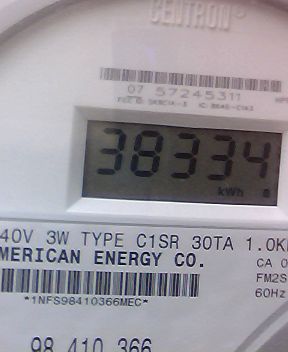 CENTRON®
07 57245311
38334
kWh
40V 3W TYPE C1SR 30TA 1.0K
MERICAN ENERGY CO.
CA 0
FM2S
60Hz
*1NFS98410366MEC*
98 410 366